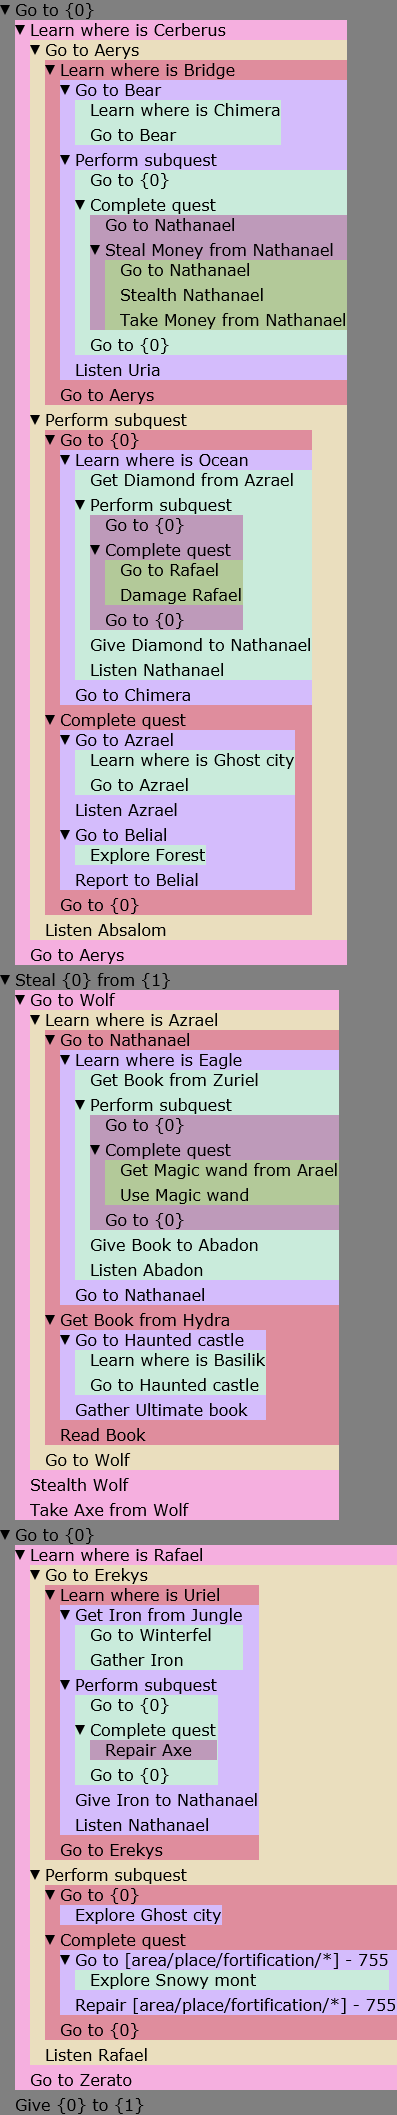 Go to {0}
Learn where is Cerberus
Go to Aerys
Learn where is Bridge
Go to Bear
Learn where is Chimera
Go to Bear
Perform subquest
Go to {0}
Complete quest
Go to Nathanael
Steal Money from Nathanael
Go to Nathanael
Stealth Nathanael
Take Money from Nathanael
Go to {0}
Listen Uria
Go to Aerys
Perform subquest
Go to {0}
Learn where is Ocean
Get Diamond from Azrael
Perform subquest
Go to {0}
Complete quest
Go to Rafael
Damage Rafael
Go to {0}
Give Diamond to Nathanael
Listen Nathanael
Go to Chimera
Complete quest
Go to Azrael
Learn where is Ghost city
Go to Azrael
Listen Azrael
Go to Belial
Explore Forest
Report to Belial
Go to {0}
Listen Absalom
Go to Aerys
Steal {0} from {1}
Go to Wolf
Learn where is Azrael
Go to Nathanael
Learn where is Eagle
Get Book from Zuriel
Perform subquest
Go to {0}
Complete quest
Get Magic wand from Arael
Use Magic wand
Go to {0}
Give Book to Abadon
Listen Abadon
Go to Nathanael
Get Book from Hydra
Go to Haunted castle
Learn where is Basilik
Go to Haunted castle
Gather Ultimate book
Read Book
Go to Wolf
Stealth Wolf
Take Axe from Wolf
Go to {0}
Learn where is Rafael
Go to Erekys
Learn where is Uriel
Get Iron from Jungle
Go to Winterfel
Gather Iron
Perform subquest
Go to {0}
Complete quest
Repair Axe
Go to {0}
Give Iron to Nathanael
Listen Nathanael
Go to Erekys
Perform subquest
Go to {0}
Explore Ghost city
Complete quest
Go to [area/place/fortification/*] - 755
Explore Snowy mont
Repair [area/place/fortification/*] - 755
Go to {0}
Listen Rafael
Go to Zerato
Give {0} to {1}